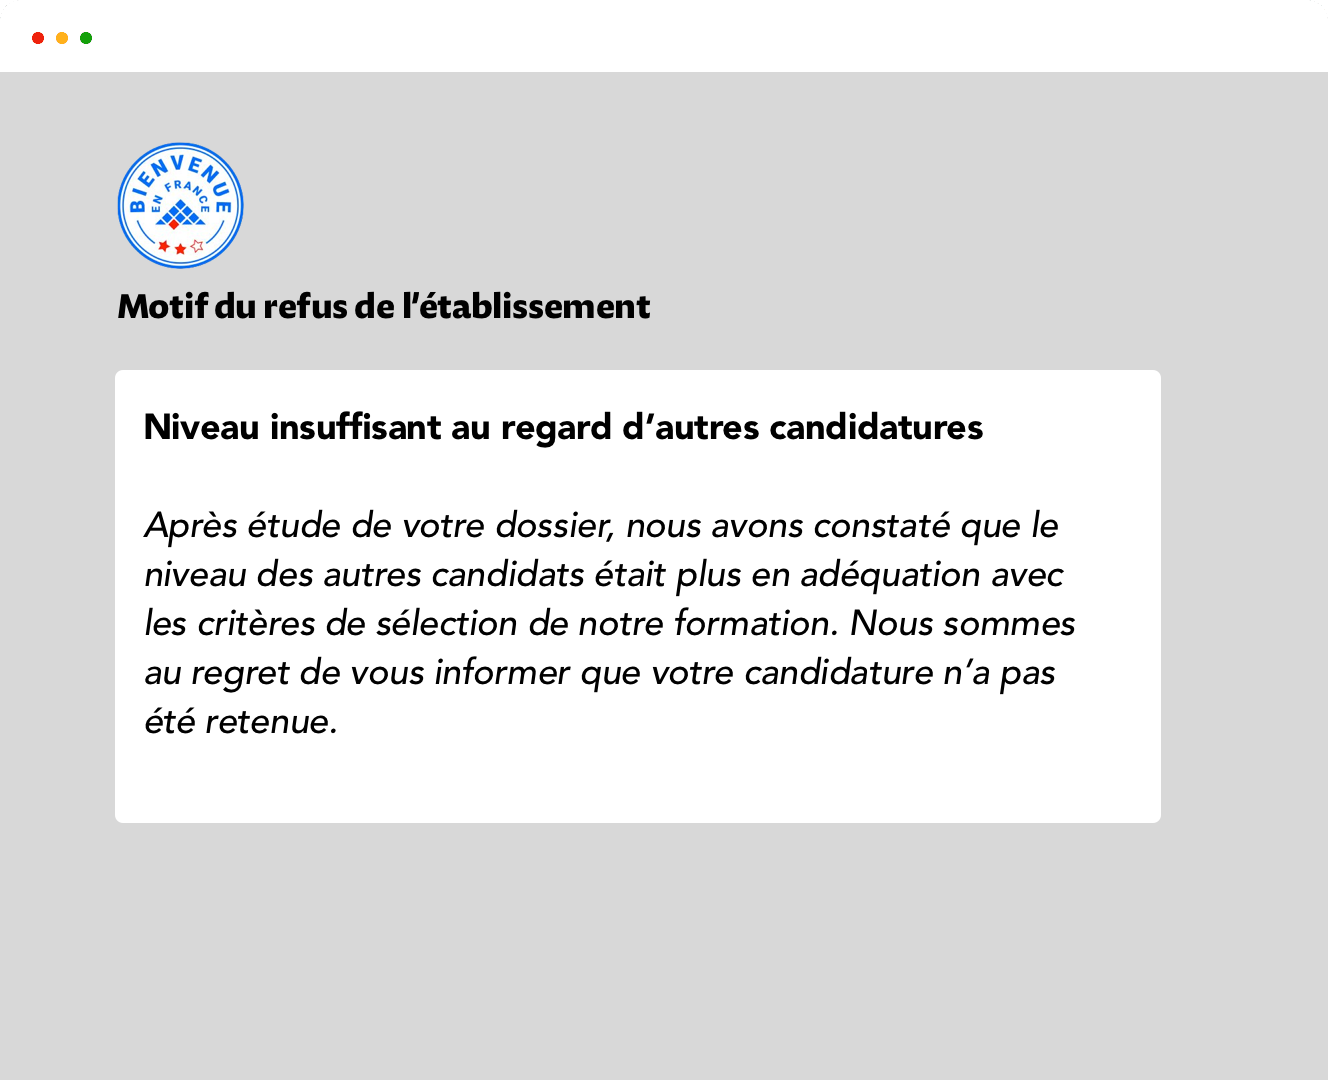 BIENVENUE
EN FRANCE
Motif du refus de l’établissement
Niveau insuffisant au regard d’autres candidatures
Après étude de votre dossier, nous avons constaté que le
niveau des autres candidats était plus en adéquation avec
les critères de sélection de notre formation. Nous sommes
au regret de vous informer que votre candidature n’a pas
été retenue.